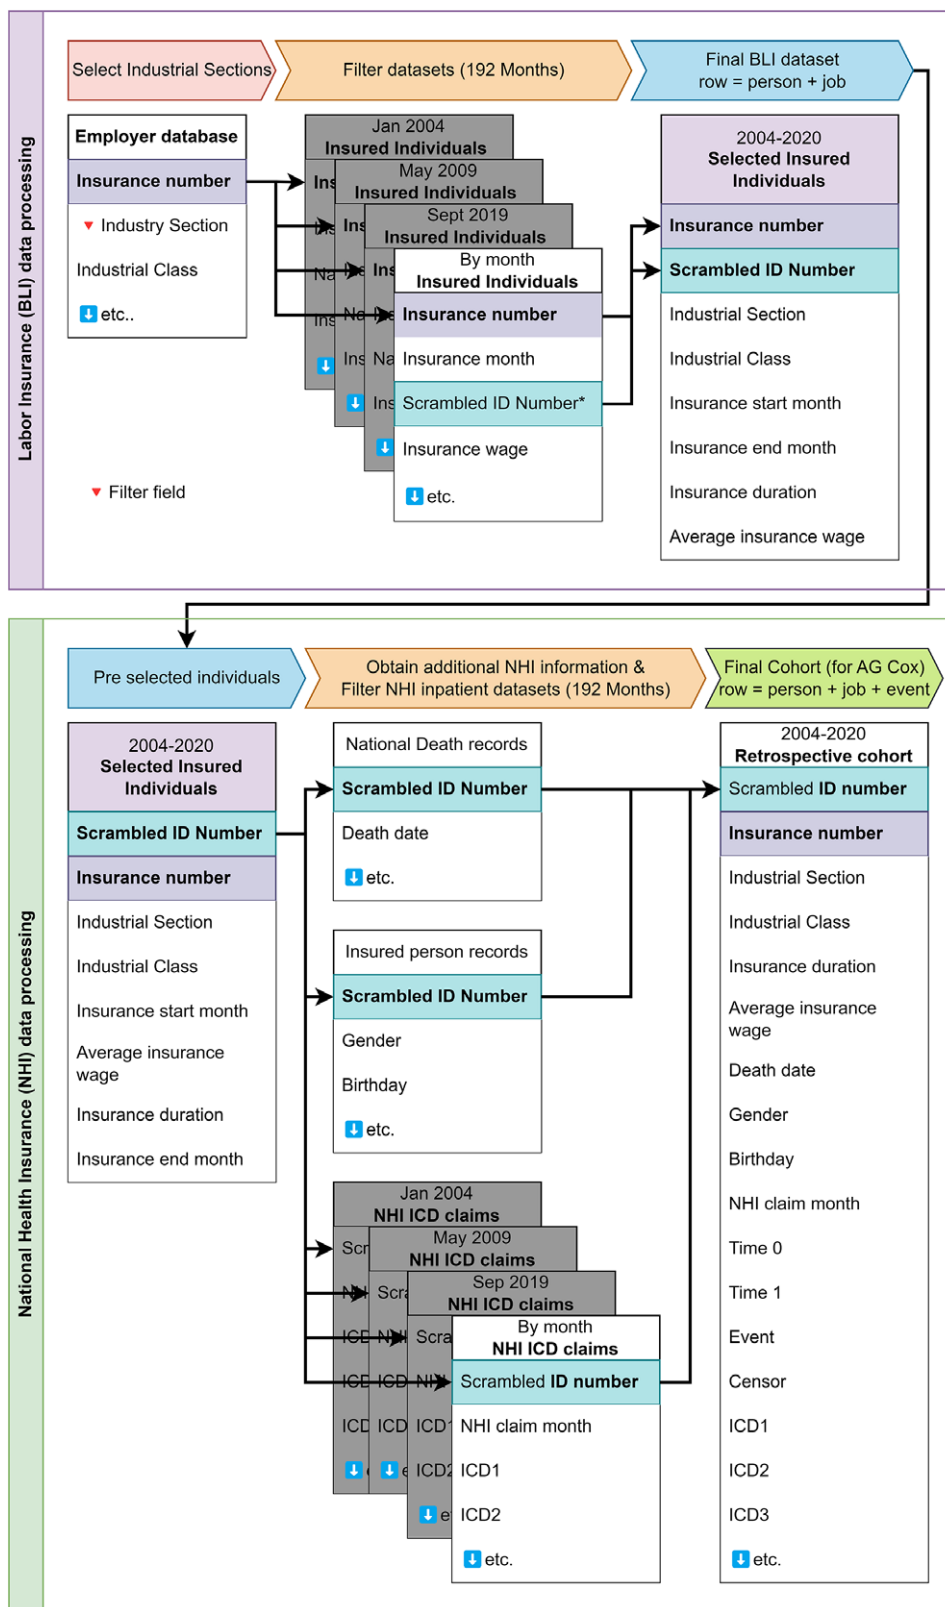 Labor Insurance (BLI) data processing
Select Industrial Sections
Filter datasets (192 Months)
Final BLI dataset
row = person + job
Employer database
Insurance number
Industry Section
Industrial Class
etc..
Filter field
Jan 2004
Insured Individuals
May 2009
Insured Individuals
Sept 2019
Insured Individuals
By month
Insured Individuals
Insurance number
Insurance month
Scrambled ID Number*
Insurance wage
etc.
2004-2020
Selected Insured
Individuals
Insurance number
Scrambled ID Number
Industrial Section
Industrial Class
Insurance start month
Insurance end month
Insurance duration
Average insurance wage
National Health Insurance (NHI) data processing
Pre selected individuals
Obtain additional NHI information &
Filter NHI inpatient datasets (192 Months)
Final Cohort (for AG Cox)
row = person + job + event
2004-2020
Selected Insured
Individuals
Scrambled ID Number
Insurance number
Industrial Section
Industrial Class
Insurance start month
Average insurance
wage
Insurance duration
Insurance end month
National Death records
Scrambled ID Number
Death date
etc.
Insured person records
Scrambled ID Number
Gender
Birthday
etc.
Jan 2004
NHI ICD claims
May 2009
NHI ICD claims
Sep 2019
NHI ICD claims
By month
NHI ICD claims
Scrambled ID number
NHI claim month
ICD1
ICD2
etc.
2004-2020
Retrospective cohort
Scrambled ID number
Insurance number
Industrial Section
Industrial Class
Insurance duration
Average insurance
wage
Death date
Gender
Birthday
NHI claim month
Time 0
Time 1
Event
Censor
ICD1
ICD2
ICD3
etc.